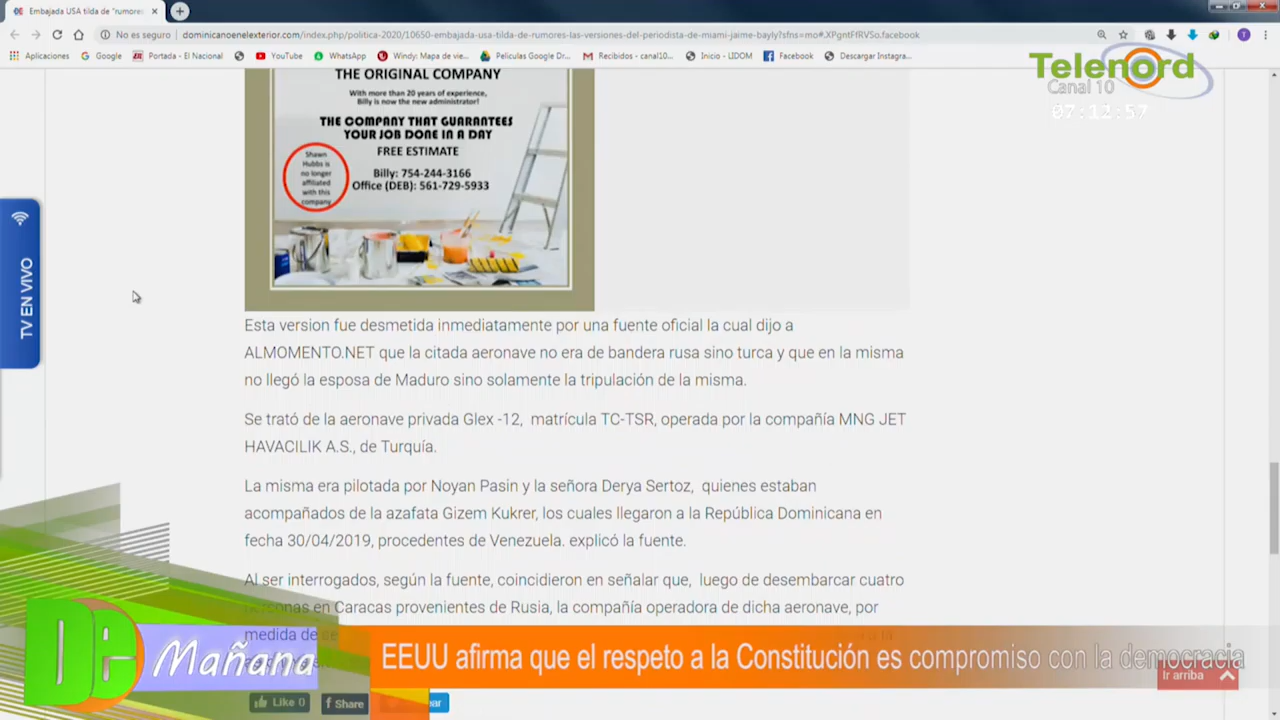 Embajada USA tilda de "rumores
No es seguro
dominicanoenelexterior.com/index.php/politica-2020/10650-embajada-usa-tilda-de-rumores-las-versiones-del-periodista-de-miami-jaime-bayly?sfns=mo#.XPgntFfRVSo.facebook
Aplicaciones
Google
Portada - El Nacional
YouTube
WhatsApp
Windy: Mapa de vie...
Peliculas Google Dr...
Recibidos - canal10...
Inicio - LIDOM
Facebook
Descargar Instagra...
Telenord
Canal 10
07:12:57
THE ORIGINAL COMPANY
With more than 20 years of experience,
Billy is now the new administrator!
THE COMPANY THAT GUARANTEES
YOUR JOB DONE IN A DAY
FREE ESTIMATE
Shawn
Hubbs is
no longer
affiliated
with this
company
Billy: 754-244-3166
Office (DEB): 561-729-5933
TV EN VIVO
Esta version fue desmetida inmediatamente por una fuente oficial la cual dijo a
ALMOMENTO.NET que la citada aeronave no era de bandera rusa sino turca y que en la misma
no llegó la esposa de Maduro sino solamente la tripulación de la misma.
Se trató de la aeronave privada Glex -12, matrícula TC-TSR, operada por la compañía MNG JET
HAVACILIK A.S., de Turquía.
La misma era pilotada por Noyan Pasin y la señora Derya Sertoz, quienes estaban
acompañados de la azafata Gizem Kukrer, los cuales llegaron a la República Dominicana en
fecha 30/04/2019, procedentes de Venezuela. explicó la fuente.
Al ser interrogados, según la fuente, coincidieron en señalar que, luego de desembarcar cuatro
en Caracas provenientes de Rusia, la compañía operadora de dicha aeronave, por
medida de
De
Mañana
EEUU afirma que el respeto a la Constitución es compromiso con la democracia
Ir arriba
Like 0
Share